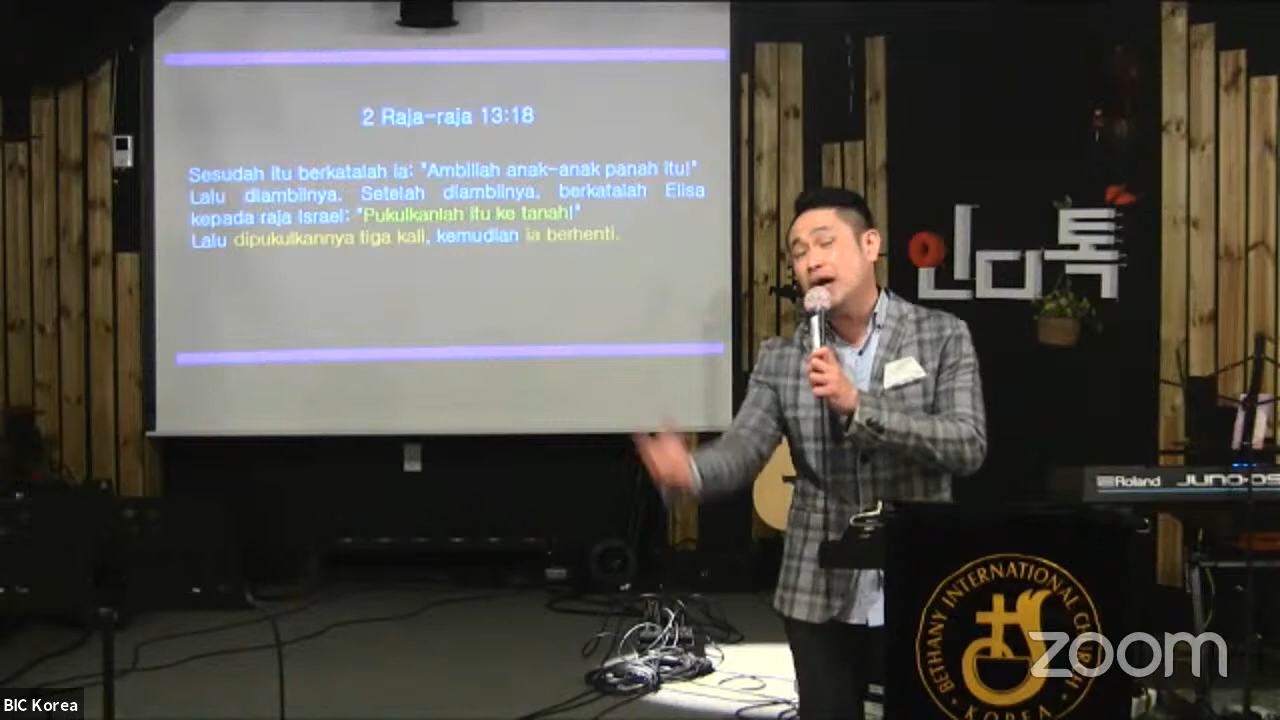 2 Raja-raja 13:18
Sesudah itu berkatalah ia: "Ambillah anak-anak panah itu!"
Lalu diambilnya. Setelah diambilnya, berkatalah Elisa
kepada raja Israel: "Pukulkanlah itu ke tanah!"
Lalu dipukulkannya tiga kali, kemudian ia berhenti.
인디톡
Roland JUNO-DS
BETHANY INTERNATIONAL CHURCH
KOREA
zoom
BIC Korea